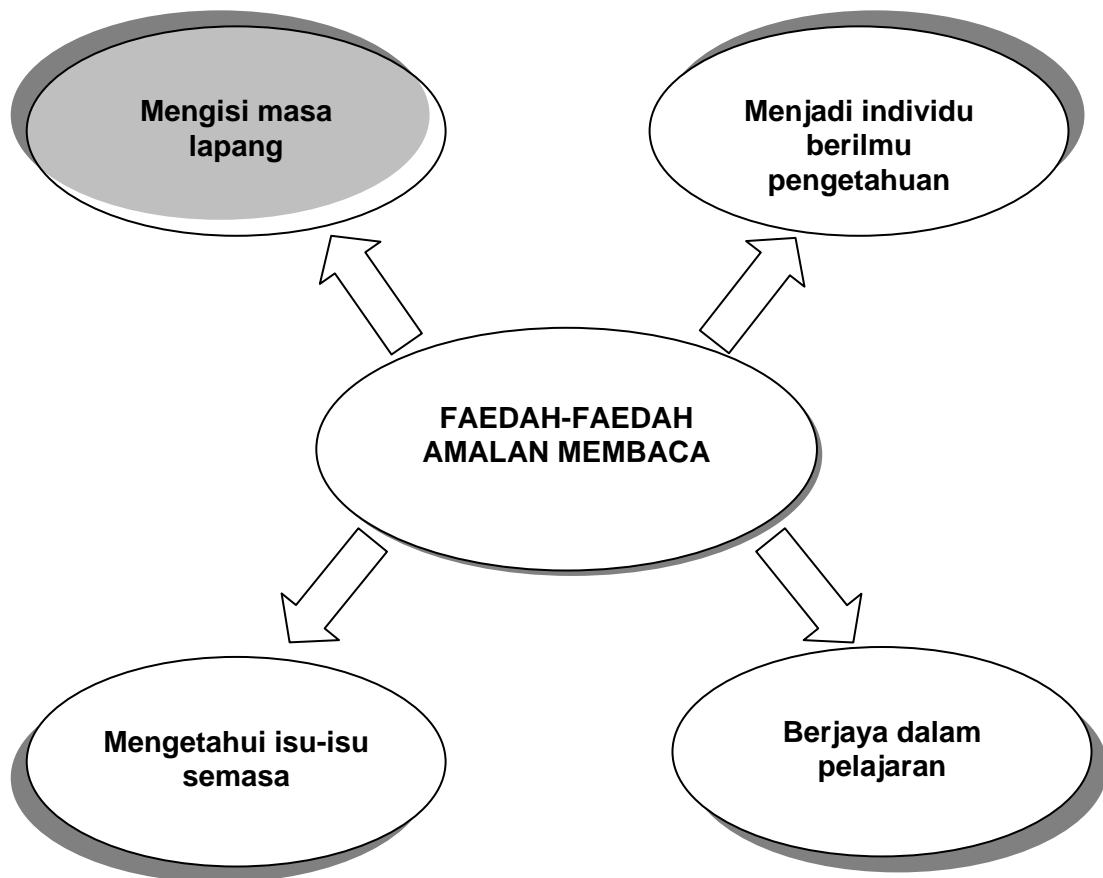 Mengisi masa
lapang
Menjadi individu
berilmu
pengetahuan
FAEDAH-FAEDAH
AMALAN MEMBACA
Mengetahui isu-isu
semasa
Berjaya dalam
pelajaran